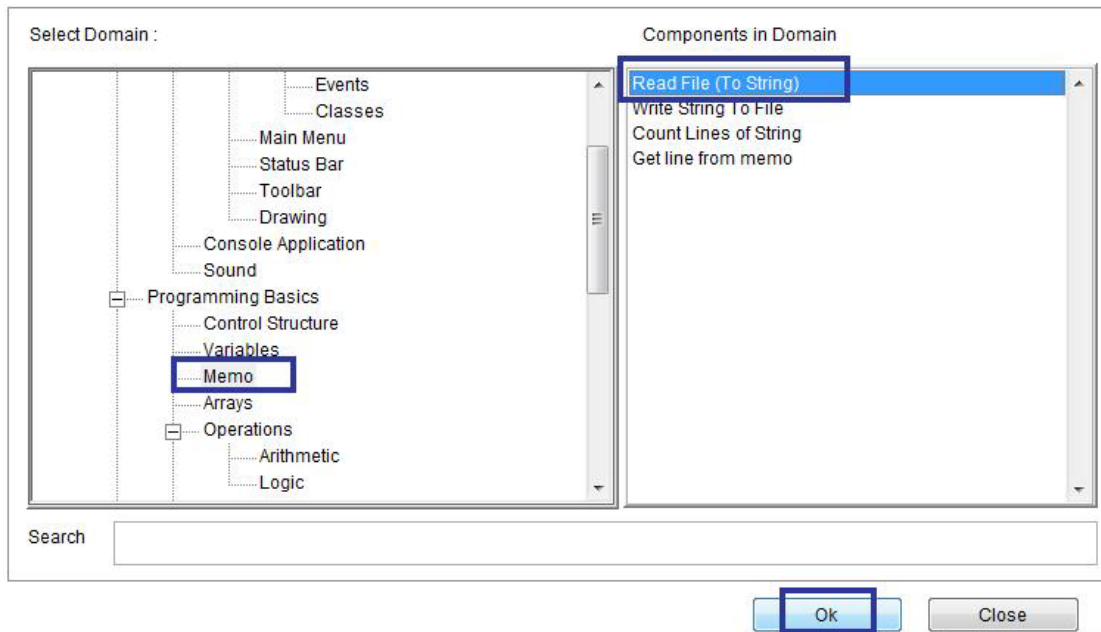 Select Domain :
Components in Domain
Events
Classes
Main Menu
Status Bar
Toolbar
Drawing
Console Application
Sound
Programming Basics
Control Structure
Variables
Memo
Arrays
Operations
Arithmetic
Logic
Read File (To String)
Write String To File
Count Lines of String
Get line from memo
Search
Ok
Close